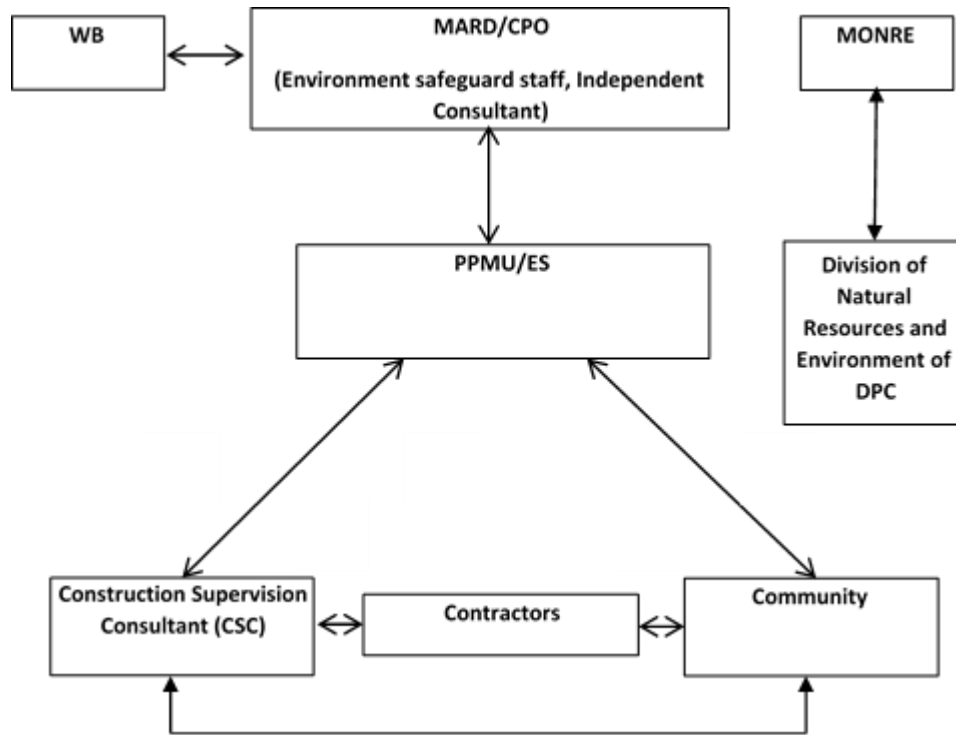 WB
MARD/CPO
(Environment safeguard staff, Independent
Consultant)
MONRE
PPMU/ES
Division of
Natural
Resources and
Environment of
DPC
Construction Supervision
Consultant (CSC)
Contractors
Community